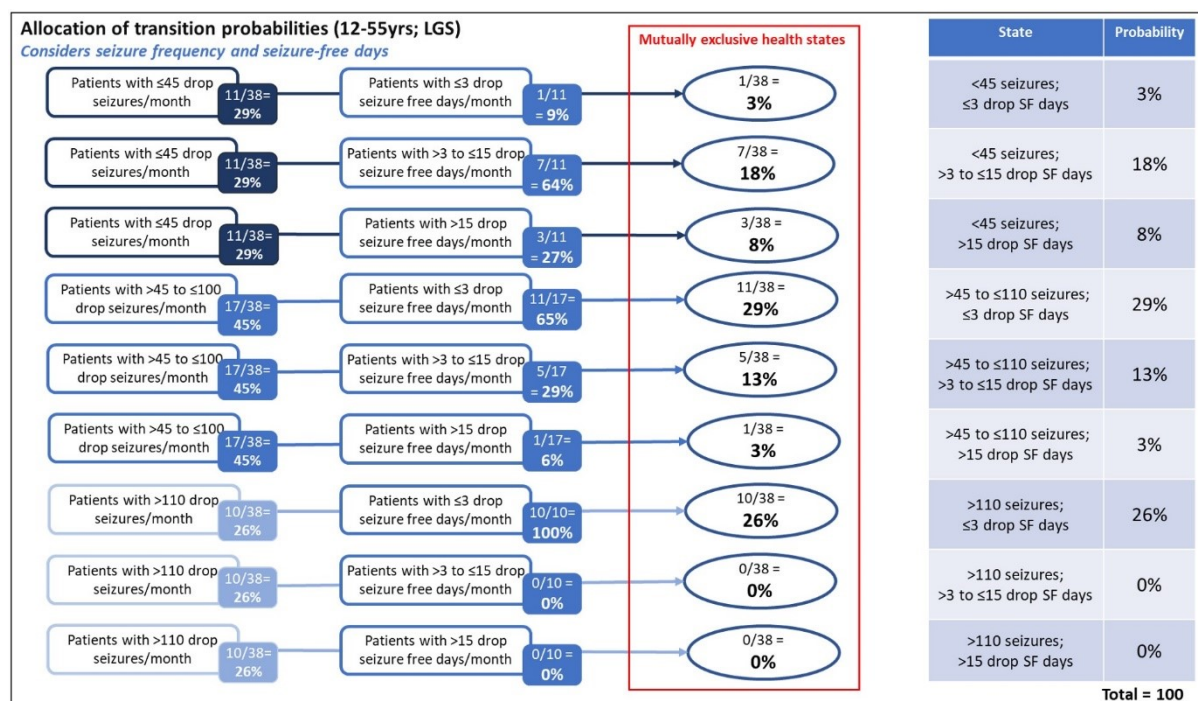 Allocation of transition probabilities (12-55yrs; LGS)
Considers seizure frequency and seizure-free days
Mutually exclusive health states
Patients with ≤45 drop
seizures/month
11/38=
29%
Patients with ≤3 drop
seizure free days/month
1/11
= 9%
1/38 =
3%
Patients with ≤45 drop
seizures/month
11/38=
29%
Patients with >3 to ≤15 drop
seizure free days/month
7/11
= 64%
7/38 =
18%
Patients with ≤45 drop
seizures/month
11/38=
29%
Patients with >15 drop
seizure free days/month
3/11
= 27%
3/38 =
8%
Patients with >45 to ≤100
drop seizures/month
17/38=
45%
Patients with ≤3 drop
seizure free days/month
11/17=
65%
11/38 =
29%
Patients with >45 to ≤100
drop seizures/month
17/38=
45%
Patients with >3 to ≤15 drop
seizure free days/month
5/17
= 29%
5/38 =
13%
Patients with >45 to ≤100
drop seizures/month
17/38=
45%
Patients with >15 drop
seizure free days/month
1/17=
6%
1/38 =
3%
Patients with >110 drop
seizures/month
10/38=
26%
Patients with ≤3 drop
seizure free days/month
10/10=
100%
10/38 =
26%
Patients with >110 drop
seizures/month
10/38=
26%
Patients with >3 to ≤15 drop
seizure free days/month
0/10 =
0%
0/38 =
0%
Patients with >110 drop
seizures/month
10/38=
26%
Patients with >15 drop
seizure free days/month
0/10 =
0%
0/38 =
0%
State Probability
<45 seizures;
≤3 drop SF days
3%
<45 seizures;
>3 to ≤15 drop SF days
18%
<45 seizures;
>15 drop SF days
8%
>45 to ≤110 seizures;
≤3 drop SF days
29%
>45 to ≤110 seizures;
>3 to ≤15 drop SF days
13%
>45 to ≤110 seizures;
>15 drop SF days
3%
>110 seizures;
≤3 drop SF days
26%
>110 seizures;
>3 to ≤15 drop SF days
0%
>110 seizures;
>15 drop SF days
0%
Total = 100